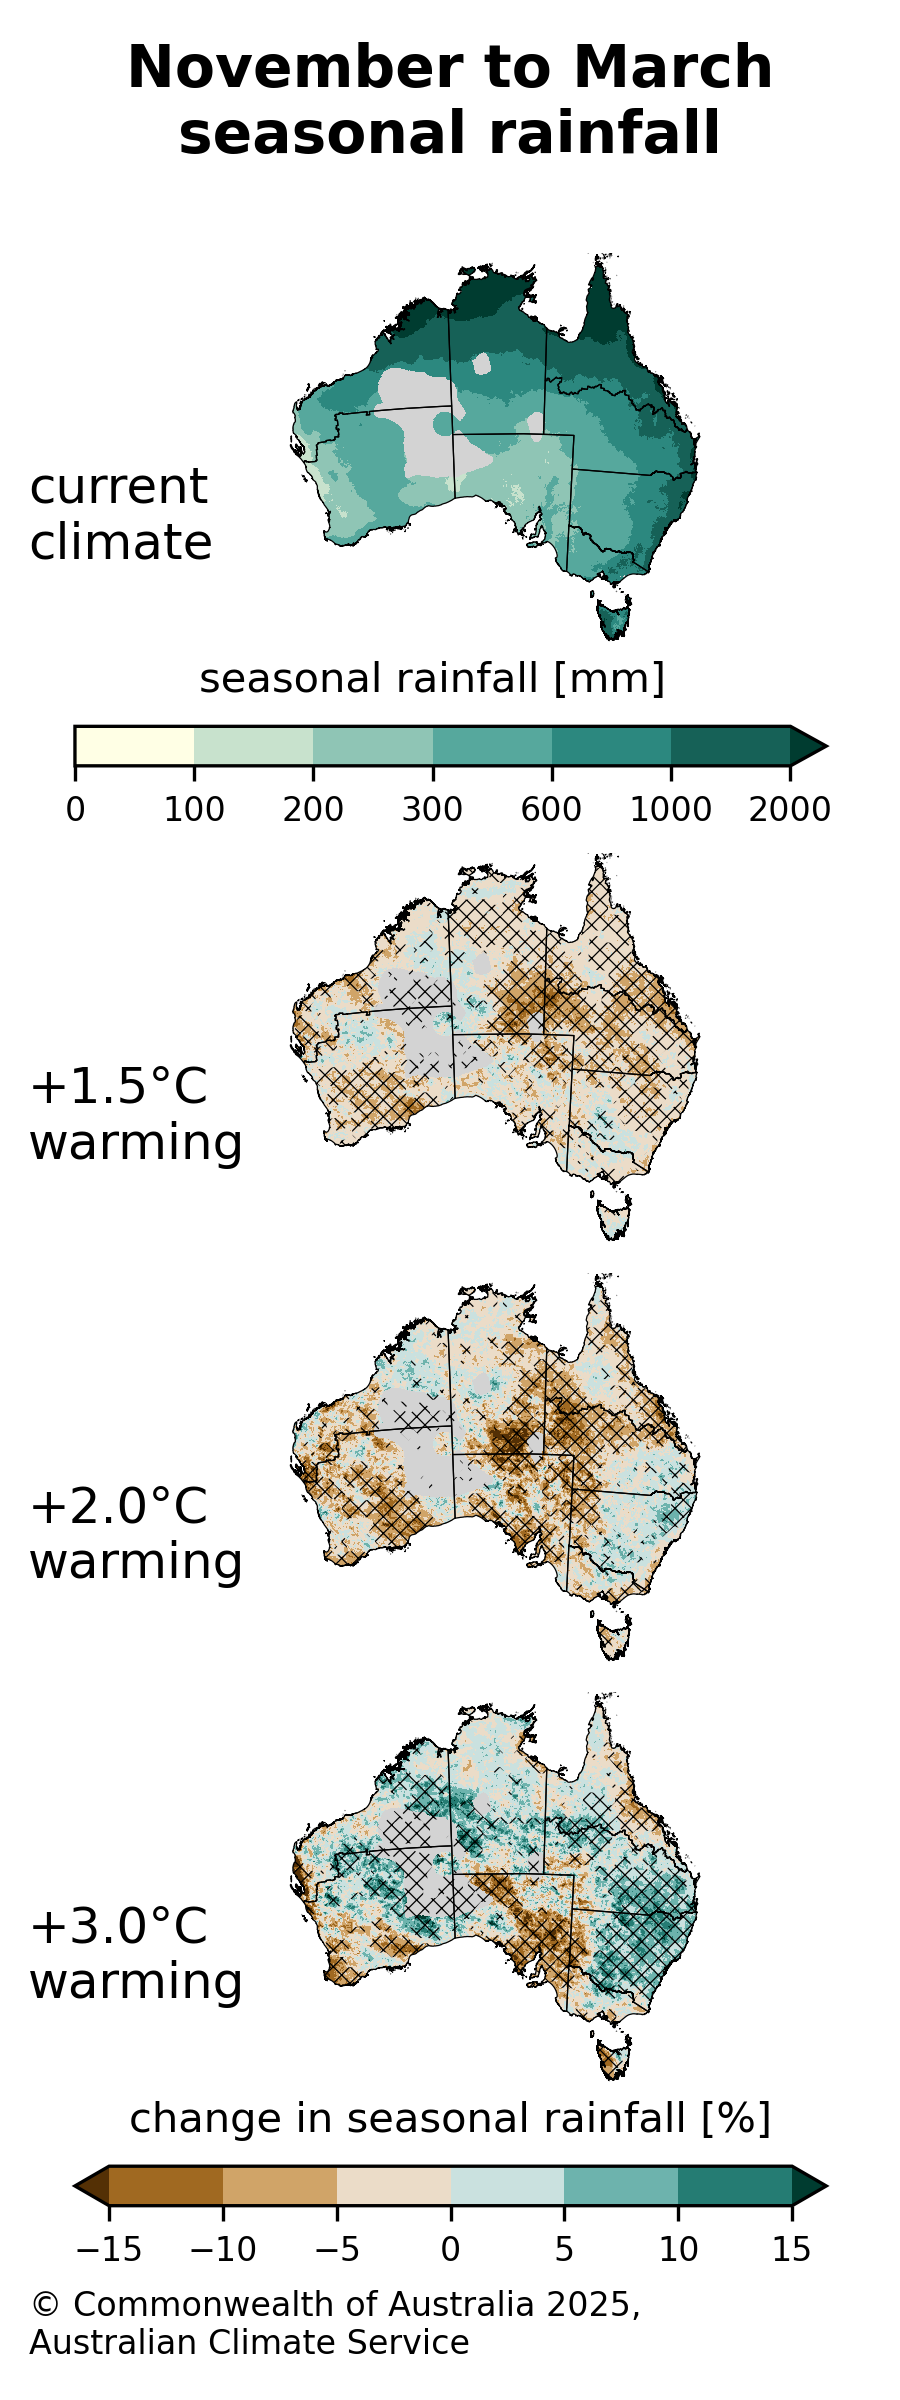 November to March
seasonal rainfall
current
climate
seasonal rainfall [mm]
0 100 200 300 600 1000 2000
+1.5°C
warming
+2.0°C
warming
+3.0°C
warming
change in seasonal rainfall [%]
−15 −10 −5 0 5 10 15
© Commonwealth of Australia 2025,
Australian Climate Service